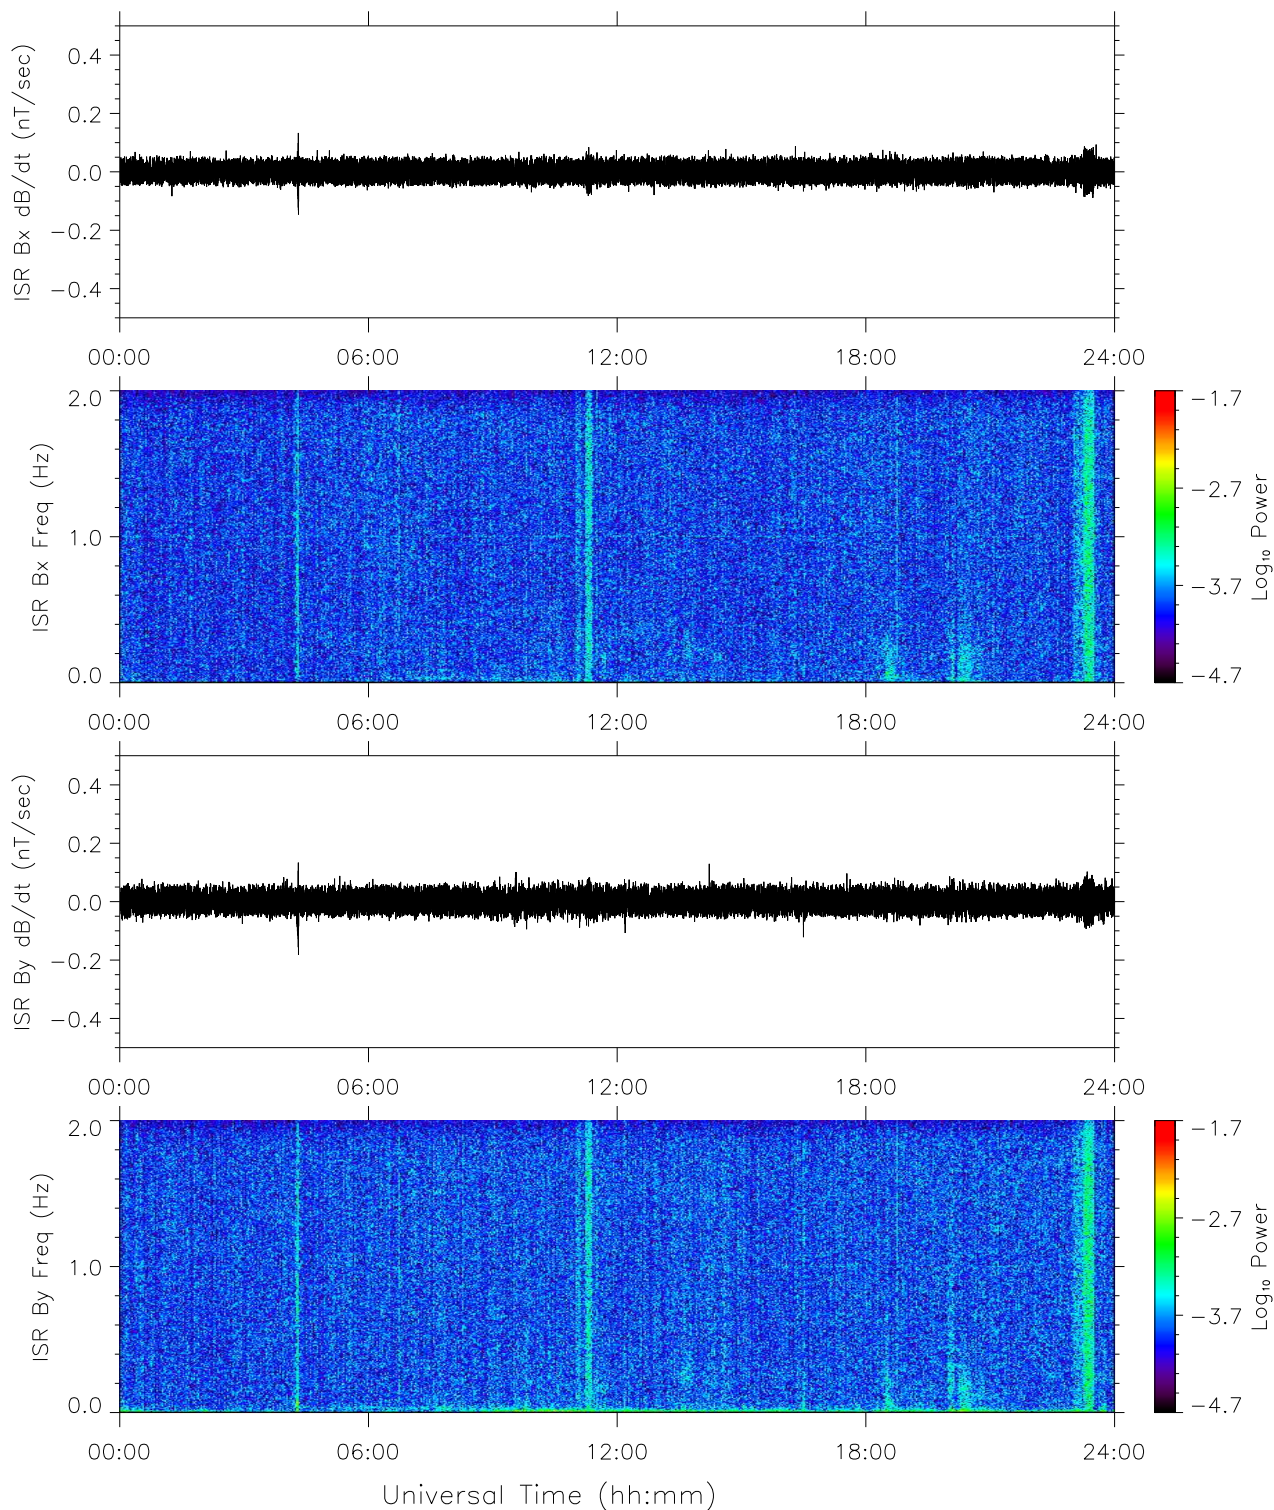 0.4
0.2
0.0
−0.2
−0.4
ISR Bx dB/dt (nT/sec)
00:00 06:00 12:00 18:00 24:00
2.0
1.0
0.0
ISR Bx Freq (Hz)
−1.7
−2.7
−3.7
−4.7
Log₁₀ Power
00:00 06:00 12:00 18:00 24:00
0.4
0.2
0.0
−0.2
−0.4
ISR By dB/dt (nT/sec)
00:00 06:00 12:00 18:00 24:00
2.0
1.0
0.0
ISR By Freq (Hz)
−1.7
−2.7
−3.7
−4.7
Log₁₀ Power
00:00 06:00 12:00 18:00 24:00
Universal Time (hh:mm)